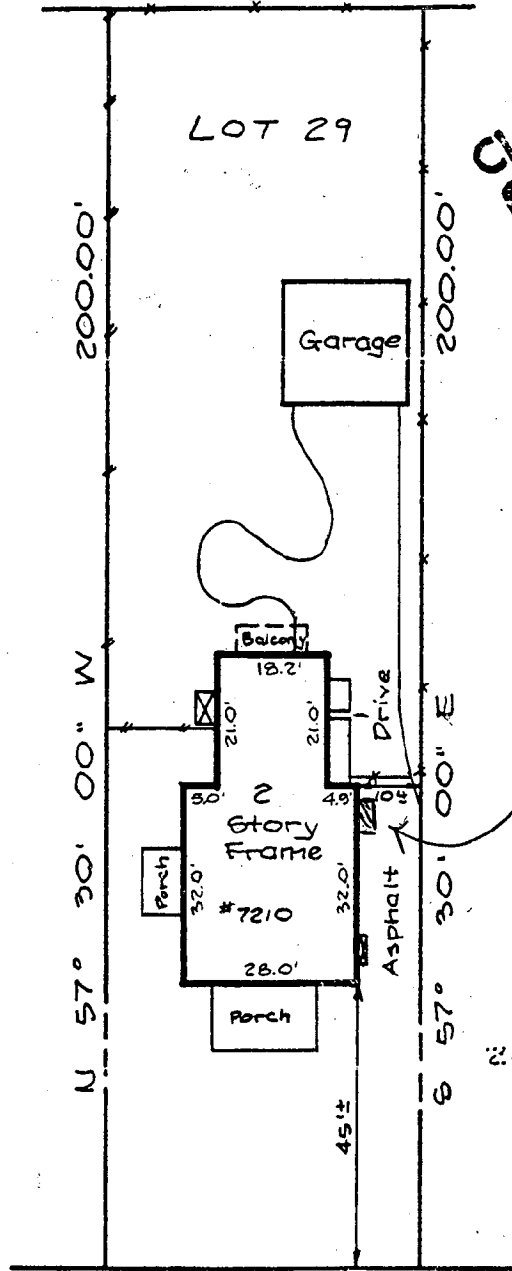 LOT 29
200.00'
200.00'
Garage
Balcony
18.2'
21.0'
21.0'
Drive
N 57° 30' 00" W
S 57° 30' 00" E
5.0'
4.9'
10'±
2
Story
Frame
Porch
32.0'
32.0'
# 7210
Asphalt
28.0'
Porch
45'±